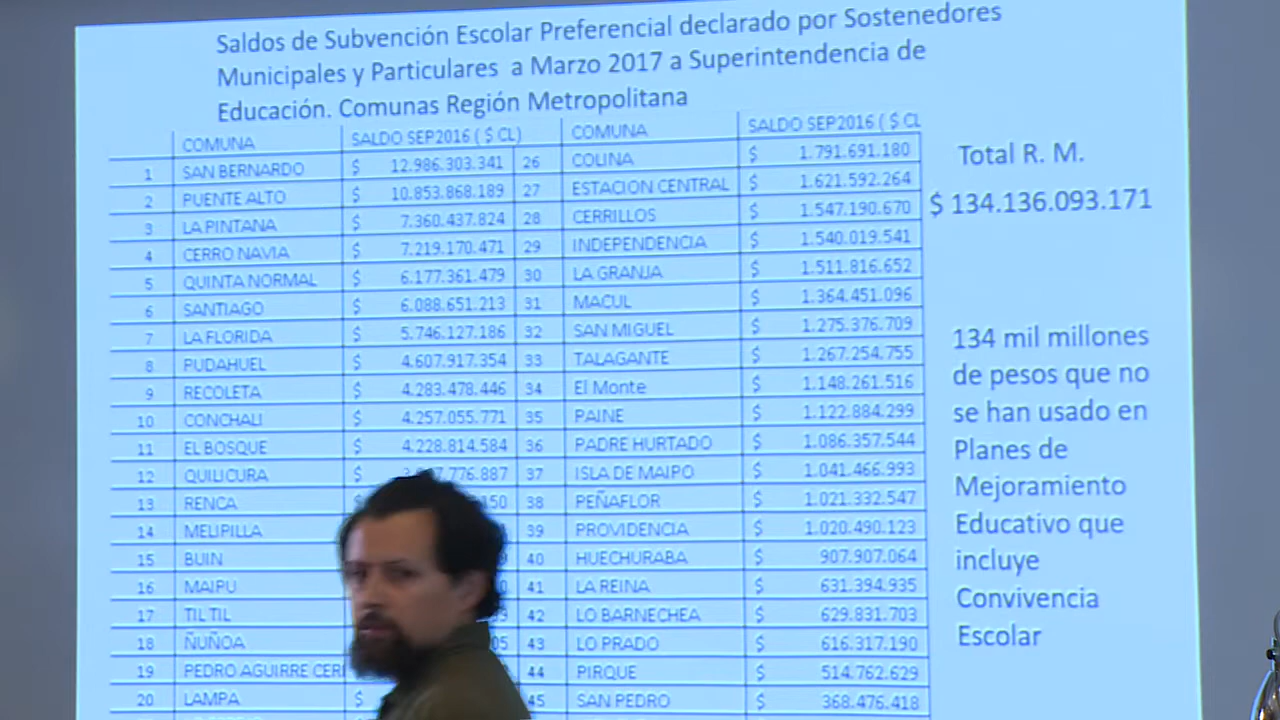 Saldos de Subvención Escolar Preferencial declarado por Sostenedores
Municipales y Particulares a Marzo 2017 a Superintendencia de
Educación. Comunas Región Metropolitana
COMUNA SALDO SEP2016 ( $ CL) COMUNA SALDO SEP2016 ( $ CL
1 SAN BERNARDO $ 12.986.303.341 26 COLINA $ 1.791.691.180
2 PUENTE ALTO $ 10.853.868.189 27 ESTACION CENTRAL $ 1.621.592.264
3 LA PINTANA $ 7.360.437.824 28 CERRILLOS $ 1.547.190.670
4 CERRO NAVIA $ 7.219.170.471 29 INDEPENDENCIA $ 1.540.019.541
5 QUINTA NORMAL $ 6.177.361.479 30 LA GRANJA $ 1.511.816.652
6 SANTIAGO $ 6.088.651.213 31 MACUL $ 1.364.451.096
7 LA FLORIDA $ 5.746.127.186 32 SAN MIGUEL $ 1.275.376.709
8 PUDAHUEL $ 4.607.917.354 33 TALAGANTE $ 1.267.254.755
9 RECOLETA $ 4.283.478.446 34 El Monte $ 1.148.261.516
10 CONCHALI $ 4.257.055.771 35 PAINE $ 1.122.884.299
11 EL BOSQUE $ 4.228.814.584 36 PADRE HURTADO $ 1.086.357.544
12 QUILICURA $ 37 ISLA DE MAIPO $ 1.041.466.993
13 RENCA 150 38 PEÑAFLOR $ 1.021.332.547
14 MELIPILLA 39 PROVIDENCIA $ 1.020.490.123
15 BUIN 40 HUECHURABA $ 907.907.064
16 MAIPU 41 LA REINA $ 631.394.935
17 TIL TIL 42 LO BARNECHEA $ 629.831.703
18 ÑUÑOA 05 43 LO PRADO $ 616.317.190
19 PEDRO AGUIRRE CER 44 PIRQUE $ 514.762.629
20 LAMPA $ 45 SAN PEDRO $ 368.476.418
Total R. M.
$ 134.136.093.171
134 mil millones
de pesos que no
se han usado en
Planes de
Mejoramiento
Educativo que
incluye
Convivencia
Escolar